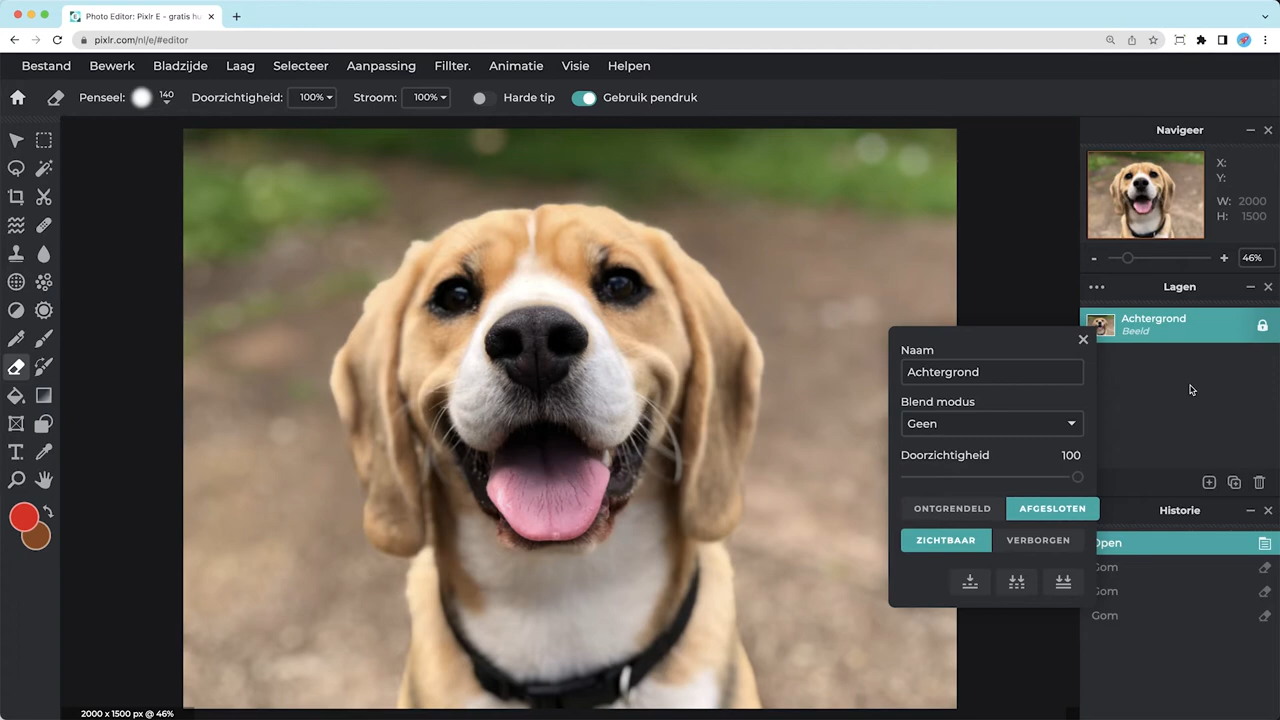 Photo Editor: Pixlr E - gratis hu
pixlr.com/nl/e/#editor
Bestand Bewerk Bladzijde Laag Selecteer Aanpassing Fillter. Animatie Visie Helpen
Penseel: 140 Doorzichtigheid: 100% Stroom: 100% Harde tip Gebruik pendruk
Navigeer
X:
Y:
W: 2000
H: 1500
- + 46%
Lagen
Achtergrond
Beeld
Naam
Achtergrond
Blend modus
Geen
Doorzichtigheid 100
ONTGRENDELD AFGESLOTEN
ZICHTBAAR VERBORGEN
Historie
Open
Gom
Gom
Gom
2000 x 1500 px @ 46%